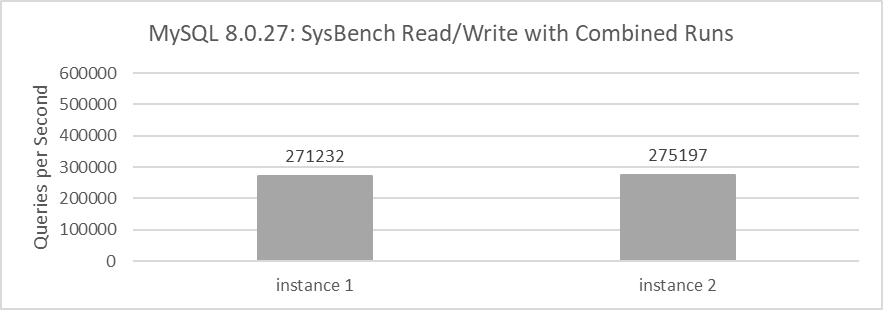 MySQL 8.0.27: SysBench Read/Write with Combined Runs
Queries per Second
600000
500000
400000
300000
200000
100000
0
271232
275197
instance 1
instance 2